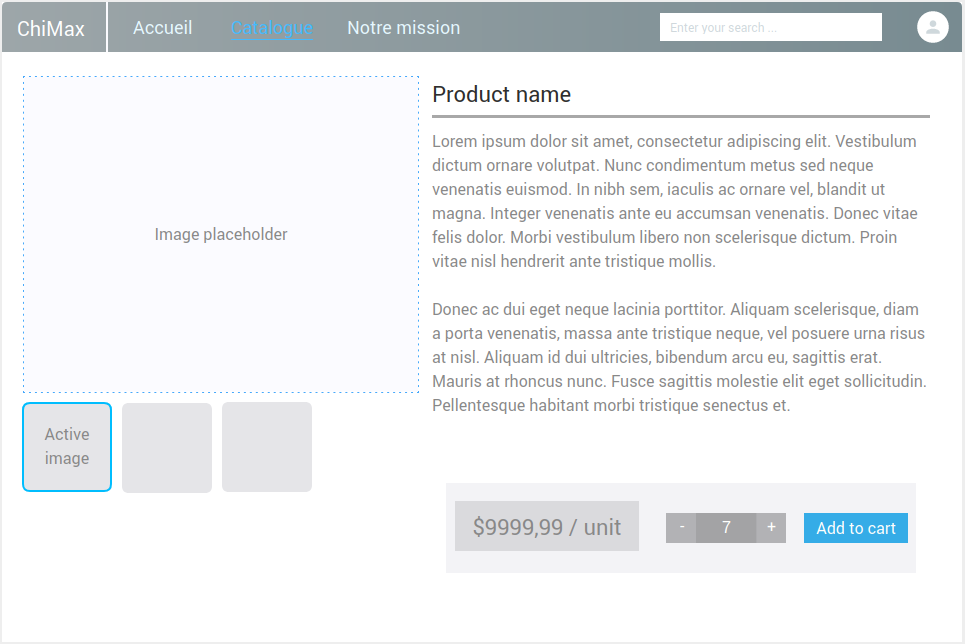 ChiMax Accueil Catalogue Notre mission Enter your search ...
Image placeholder
Active
image
Product name
Lorem ipsum dolor sit amet, consectetur adipiscing elit. Vestibulum
dictum ornare volutpat. Nunc condimentum metus sed neque
venenatis euismod. In nibh sem, iaculis ac ornare vel, blandit ut
magna. Integer venenatis ante eu accumsan venenatis. Donec vitae
felis dolor. Morbi vestibulum libero non scelerisque dictum. Proin
vitae nisl hendrerit ante tristique mollis.
Donec ac dui eget neque lacinia porttitor. Aliquam scelerisque, diam
a porta venenatis, massa ante tristique neque, vel posuere urna risus
at nisl. Aliquam id dui ultricies, bibendum arcu eu, sagittis erat.
Mauris at rhoncus nunc. Fusce sagittis molestie elit eget sollicitudin.
Pellentesque habitant morbi tristique senectus et.
$9999,99 / unit - 7 + Add to cart